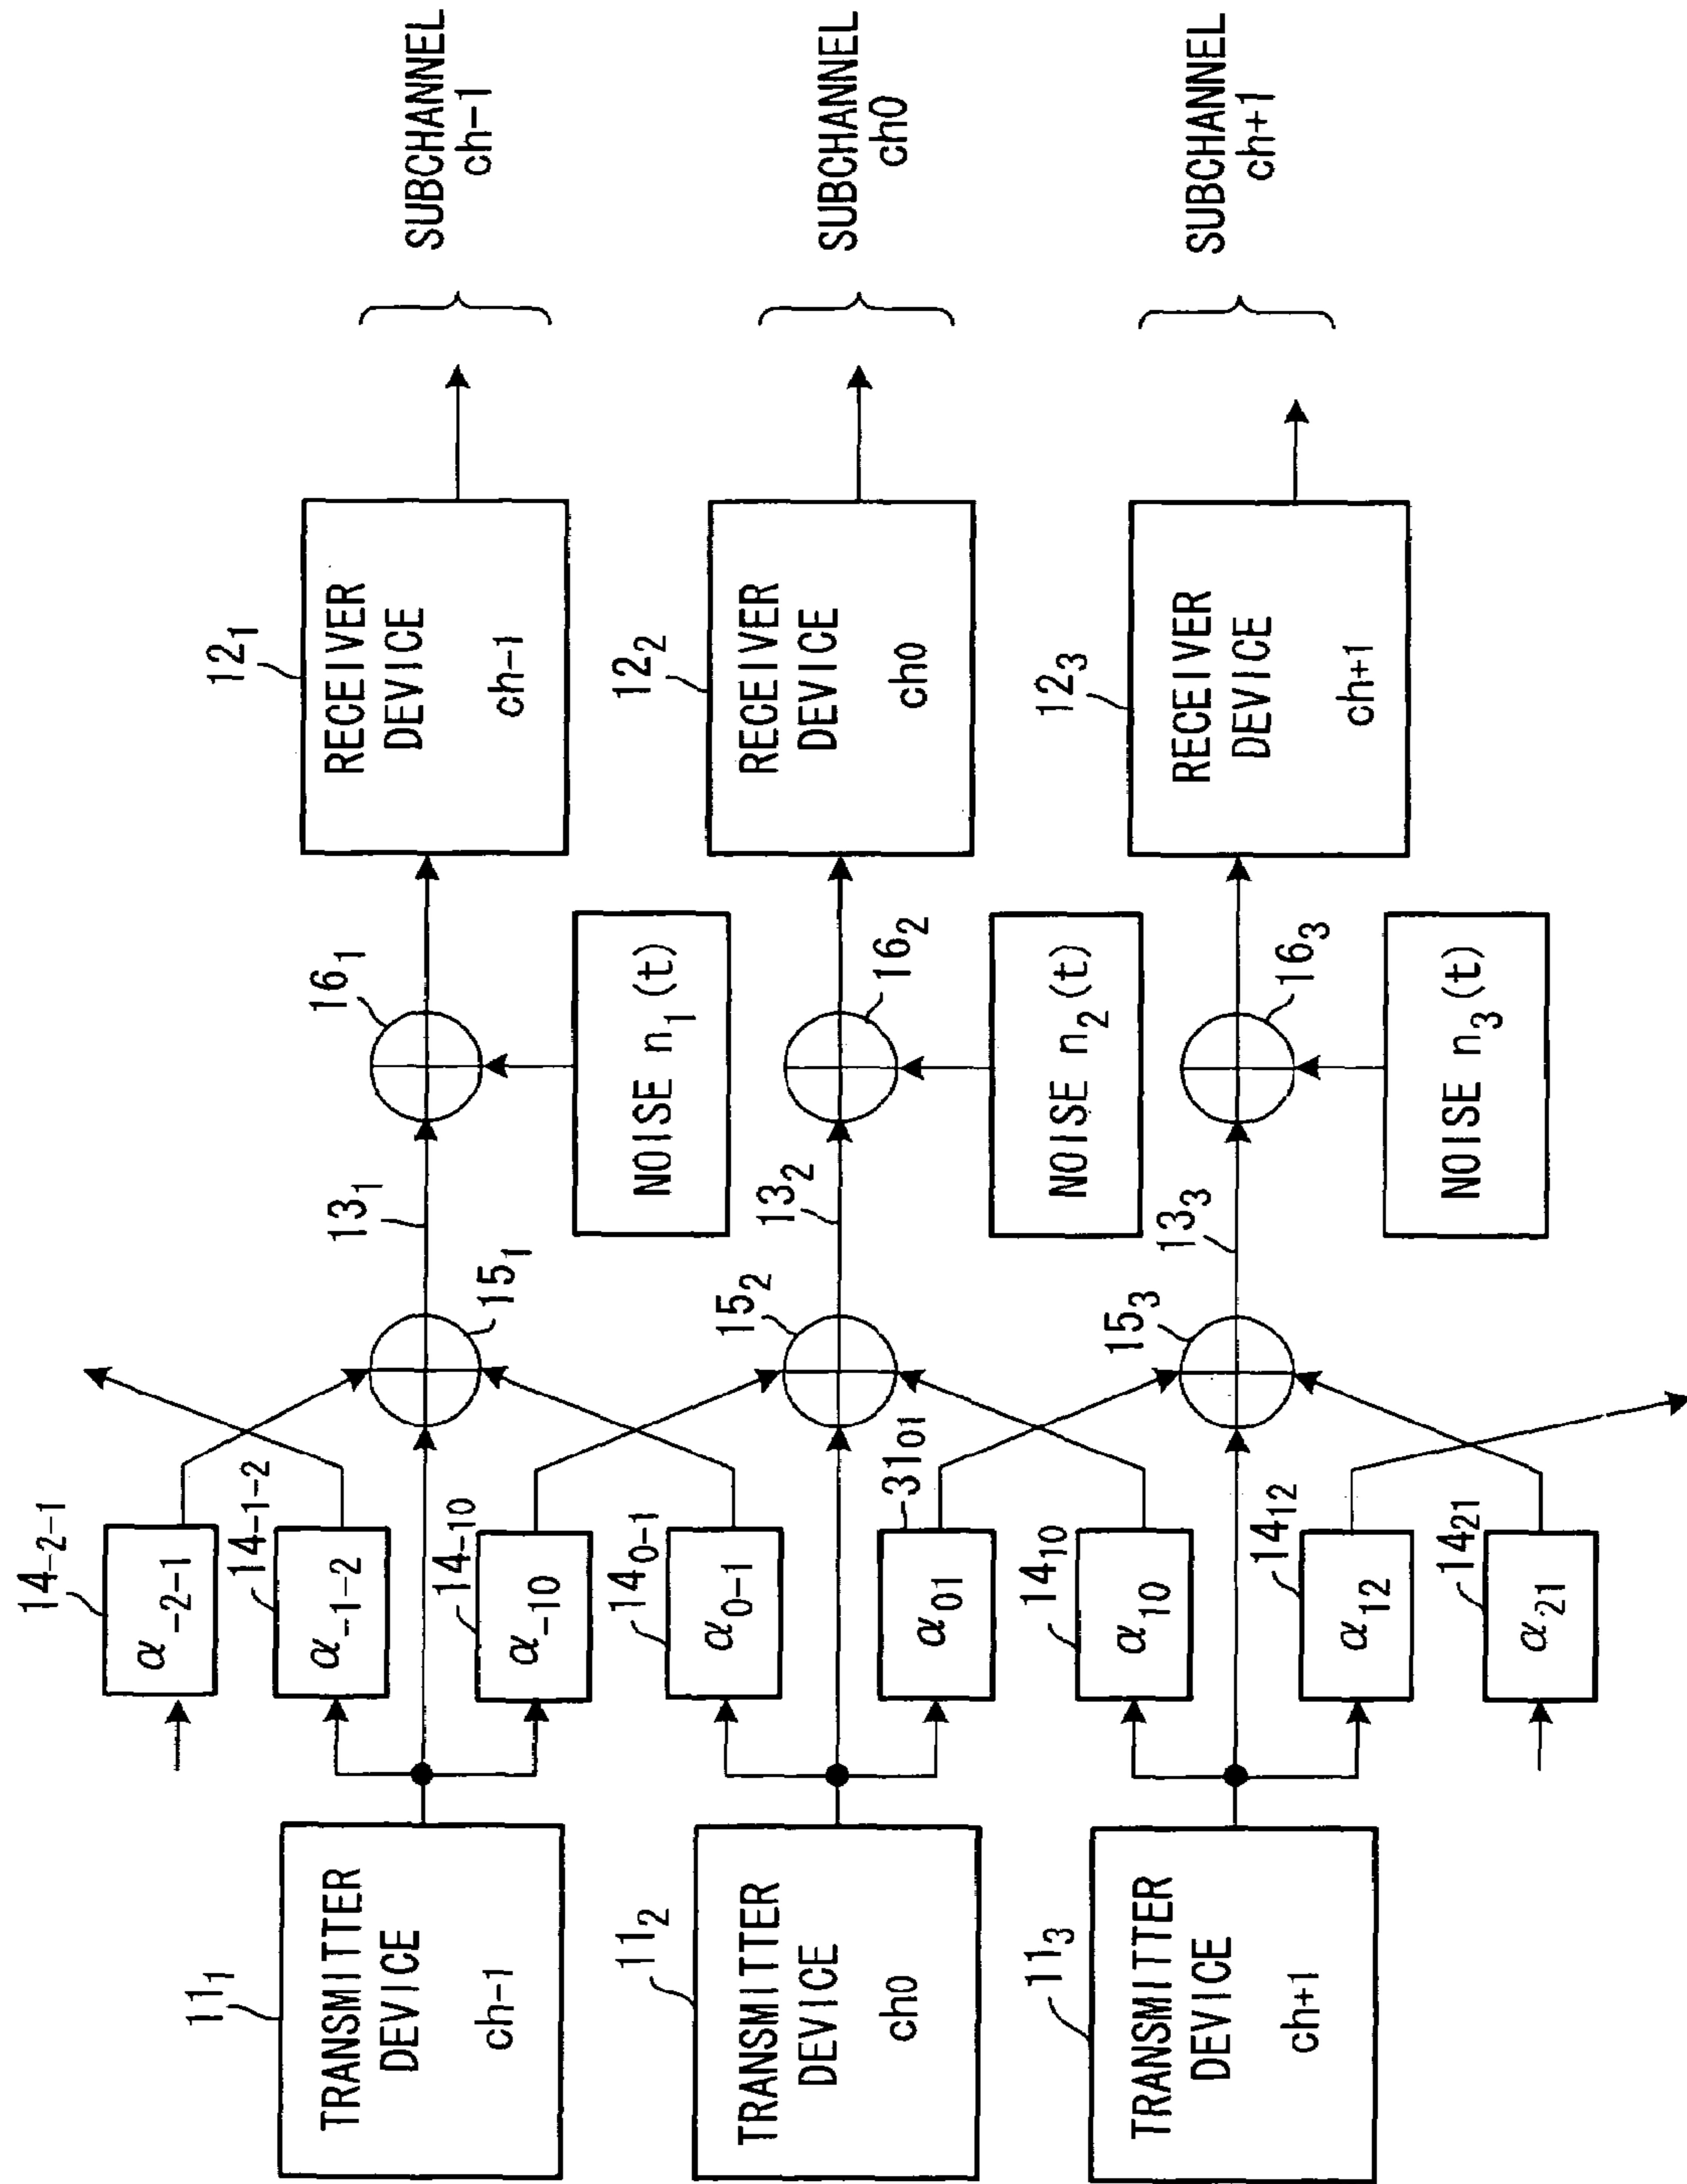 14₋₂₋₁
α₋₂₋₁
14₋₁₋₂
α₋₁₋₂
14₋₁₀
α₋₁₀
14₀₋₁
α₀₋₁
31₀₁
α₀₁
14₁₀
α₁₀
14₁₂
α₁₂
14₂₁
α₂₁
11₁
TRANSMITTER
DEVICE
ch-1
11₂
TRANSMITTER
DEVICE
ch0
11₃
TRANSMITTER
DEVICE
ch+1
15₁
13₁
16₁
NOISE n₁(t)
15₂
13₂
16₂
NOISE n₂(t)
15₃
13₃
16₃
NOISE n₃(t)
12₁
RECEIVER
DEVICE
ch-1
12₂
RECEIVER
DEVICE
ch0
12₃
RECEIVER
DEVICE
ch+1
SUBCHANNEL
ch-1
SUBCHANNEL
ch0
SUBCHANNEL
ch+1